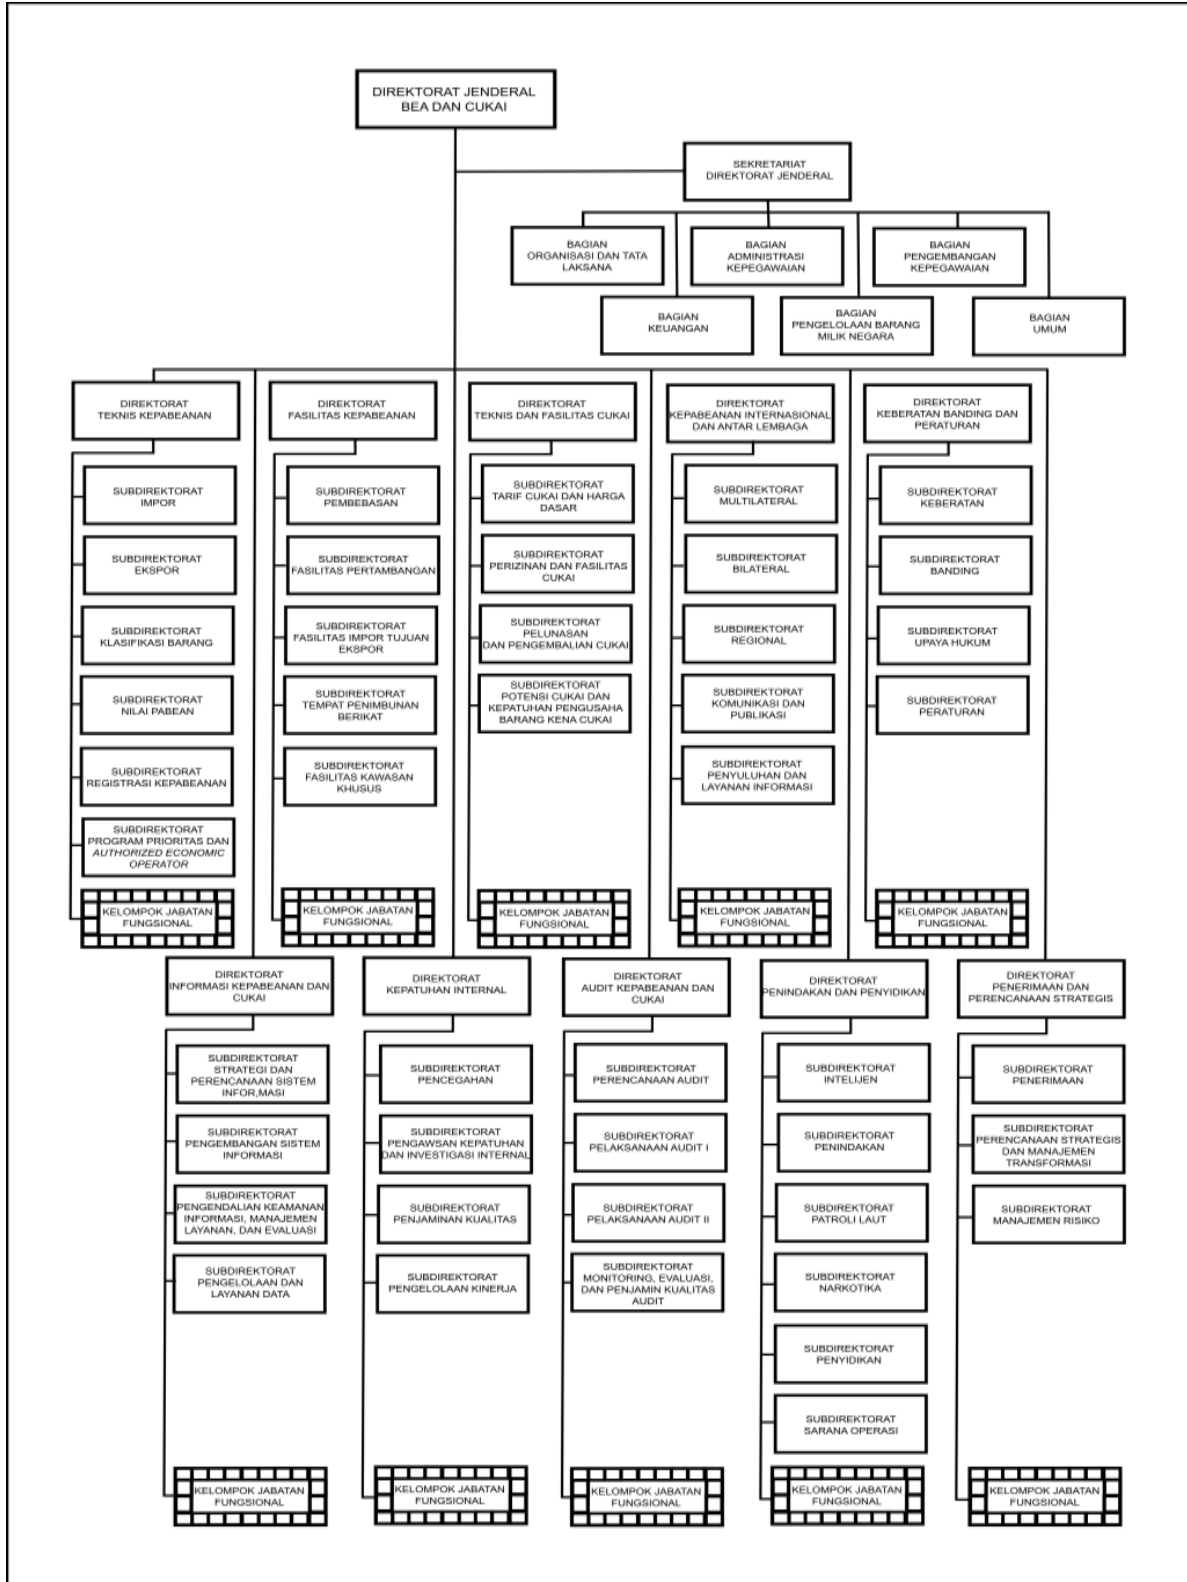 DIREKTORAT JENDERAL
BEA DAN CUKAI
SEKRETARIAT
DIREKTORAT JENDERAL
BAGIAN
ORGANISASI DAN TATA
LAKSANA
BAGIAN
ADMINISTRASI
KEPEGAWAIAN
BAGIAN
PENGEMBANGAN
KEPEGAWAIAN
BAGIAN
KEUANGAN
BAGIAN
PENGELOLAAN BARANG
MILIK NEGARA
BAGIAN
UMUM
DIREKTORAT
TEKNIS KEPABEANAN
SUBDIREKTORAT
IMPOR
SUBDIREKTORAT
EKSPOR
SUBDIREKTORAT
KLASIFIKASI BARANG
SUBDIREKTORAT
NILAI PABEAN
SUBDIREKTORAT
REGISTRASI KEPABEANAN
SUBDIREKTORAT
PROGRAM PRIORITAS DAN
AUTHORIZED ECONOMIC
OPERATOR
KELOMPOK JABATAN
FUNGSIONAL
DIREKTORAT
FASILITAS KEPABEANAN
SUBDIREKTORAT
PEMBEBASAN
SUBDIREKTORAT
FASILITAS PERTAMBANGAN
SUBDIREKTORAT
FASILITAS IMPOR TUJUAN
EKSPOR
SUBDIREKTORAT
TEMPAT PENIMBUNAN
BERIKAT
SUBDIREKTORAT
FASILITAS KAWASAN
KHUSUS
KELOMPOK JABATAN
FUNGSIONAL
DIREKTORAT
TEKNIS DAN FASILITAS CUKAI
SUBDIREKTORAT
TARIF CUKAI DAN HARGA
DASAR
SUBDIREKTORAT
PERIZINAN DAN FASILITAS
CUKAI
SUBDIREKTORAT
PELUNASAN
DAN PENGEMBALIAN CUKAI
SUBDIREKTORAT
POTENSI CUKAI DAN
KEPATUHAN PENGUSAHA
BARANG KENA CUKAI
KELOMPOK JABATAN
FUNGSIONAL
DIREKTORAT
KEPABEANAN INTERNASIONAL
DAN ANTAR LEMBAGA
SUBDIREKTORAT
MULTILATERAL
SUBDIREKTORAT
BILATERAL
SUBDIREKTORAT
REGIONAL
SUBDIREKTORAT
KOMUNIKASI DAN
PUBLIKASI
SUBDIREKTORAT
PENYULUHAN DAN
LAYANAN INFORMASI
KELOMPOK JABATAN
FUNGSIONAL
DIREKTORAT
KEBERATAN BANDING DAN
PERATURAN
SUBDIREKTORAT
KEBERATAN
SUBDIREKTORAT
BANDING
SUBDIREKTORAT
UPAYA HUKUM
SUBDIREKTORAT
PERATURAN
KELOMPOK JABATAN
FUNGSIONAL
DIREKTORAT
INFORMASI KEPABEANAN DAN
CUKAI
SUBDIREKTORAT
STRATEGI DAN
PERENCANAAN SISTEM
INFOR,MASI
SUBDIREKTORAT
PENGEMBANGAN SISTEM
INFORMASI
SUBDIREKTORAT
PENGENDALIAN KEAMANAN
INFORMASI, MANAJEMEN
LAYANAN, DAN EVALUASI
SUBDIREKTORAT
PENGELOLAAN DAN
LAYANAN DATA
KELOMPOK JABATAN
FUNGSIONAL
DIREKTORAT
KEPATUHAN INTERNAL
SUBDIREKTORAT
PENCEGAHAN
SUBDIREKTORAT
PENGAWSAN KEPATUHAN
DAN INVESTIGASI INTERNAL
SUBDIREKTORAT
PENJAMINAN KUALITAS
SUBDIREKTORAT
PENGELOLAAN KINERJA
KELOMPOK JABATAN
FUNGSIONAL
DIREKTORAT
AUDIT KEPABEANAN DAN
CUKAI
SUBDIREKTORAT
PERENCANAAN AUDIT
SUBDIREKTORAT
PELAKSANAAN AUDIT I
SUBDIREKTORAT
PELAKSANAAN AUDIT II
SUBDIREKTORAT
MONITORING, EVALUASI,
DAN PENJAMIN KUALITAS
AUDIT
KELOMPOK JABATAN
FUNGSIONAL
DIREKTORAT
PENINDAKAN DAN PENYIDIKAN
SUBDIREKTORAT
INTELIJEN
SUBDIREKTORAT
PENINDAKAN
SUBDIREKTORAT
PATROLI LAUT
SUBDIREKTORAT
NARKOTIKA
SUBDIREKTORAT
PENYIDIKAN
SUBDIREKTORAT
SARANA OPERASI
KELOMPOK JABATAN
FUNGSIONAL
DIREKTORAT
PENERIMAAN DAN
PERENCANAAN STRATEGIS
SUBDIREKTORAT
PENERIMAAN
SUBDIREKTORAT
PERENCANAAN STRATEGIS
DAN MANAJEMEN
TRANSFORMASI
SUBDIREKTORAT
MANAJEMEN RISIKO
KELOMPOK JABATAN
FUNGSIONAL